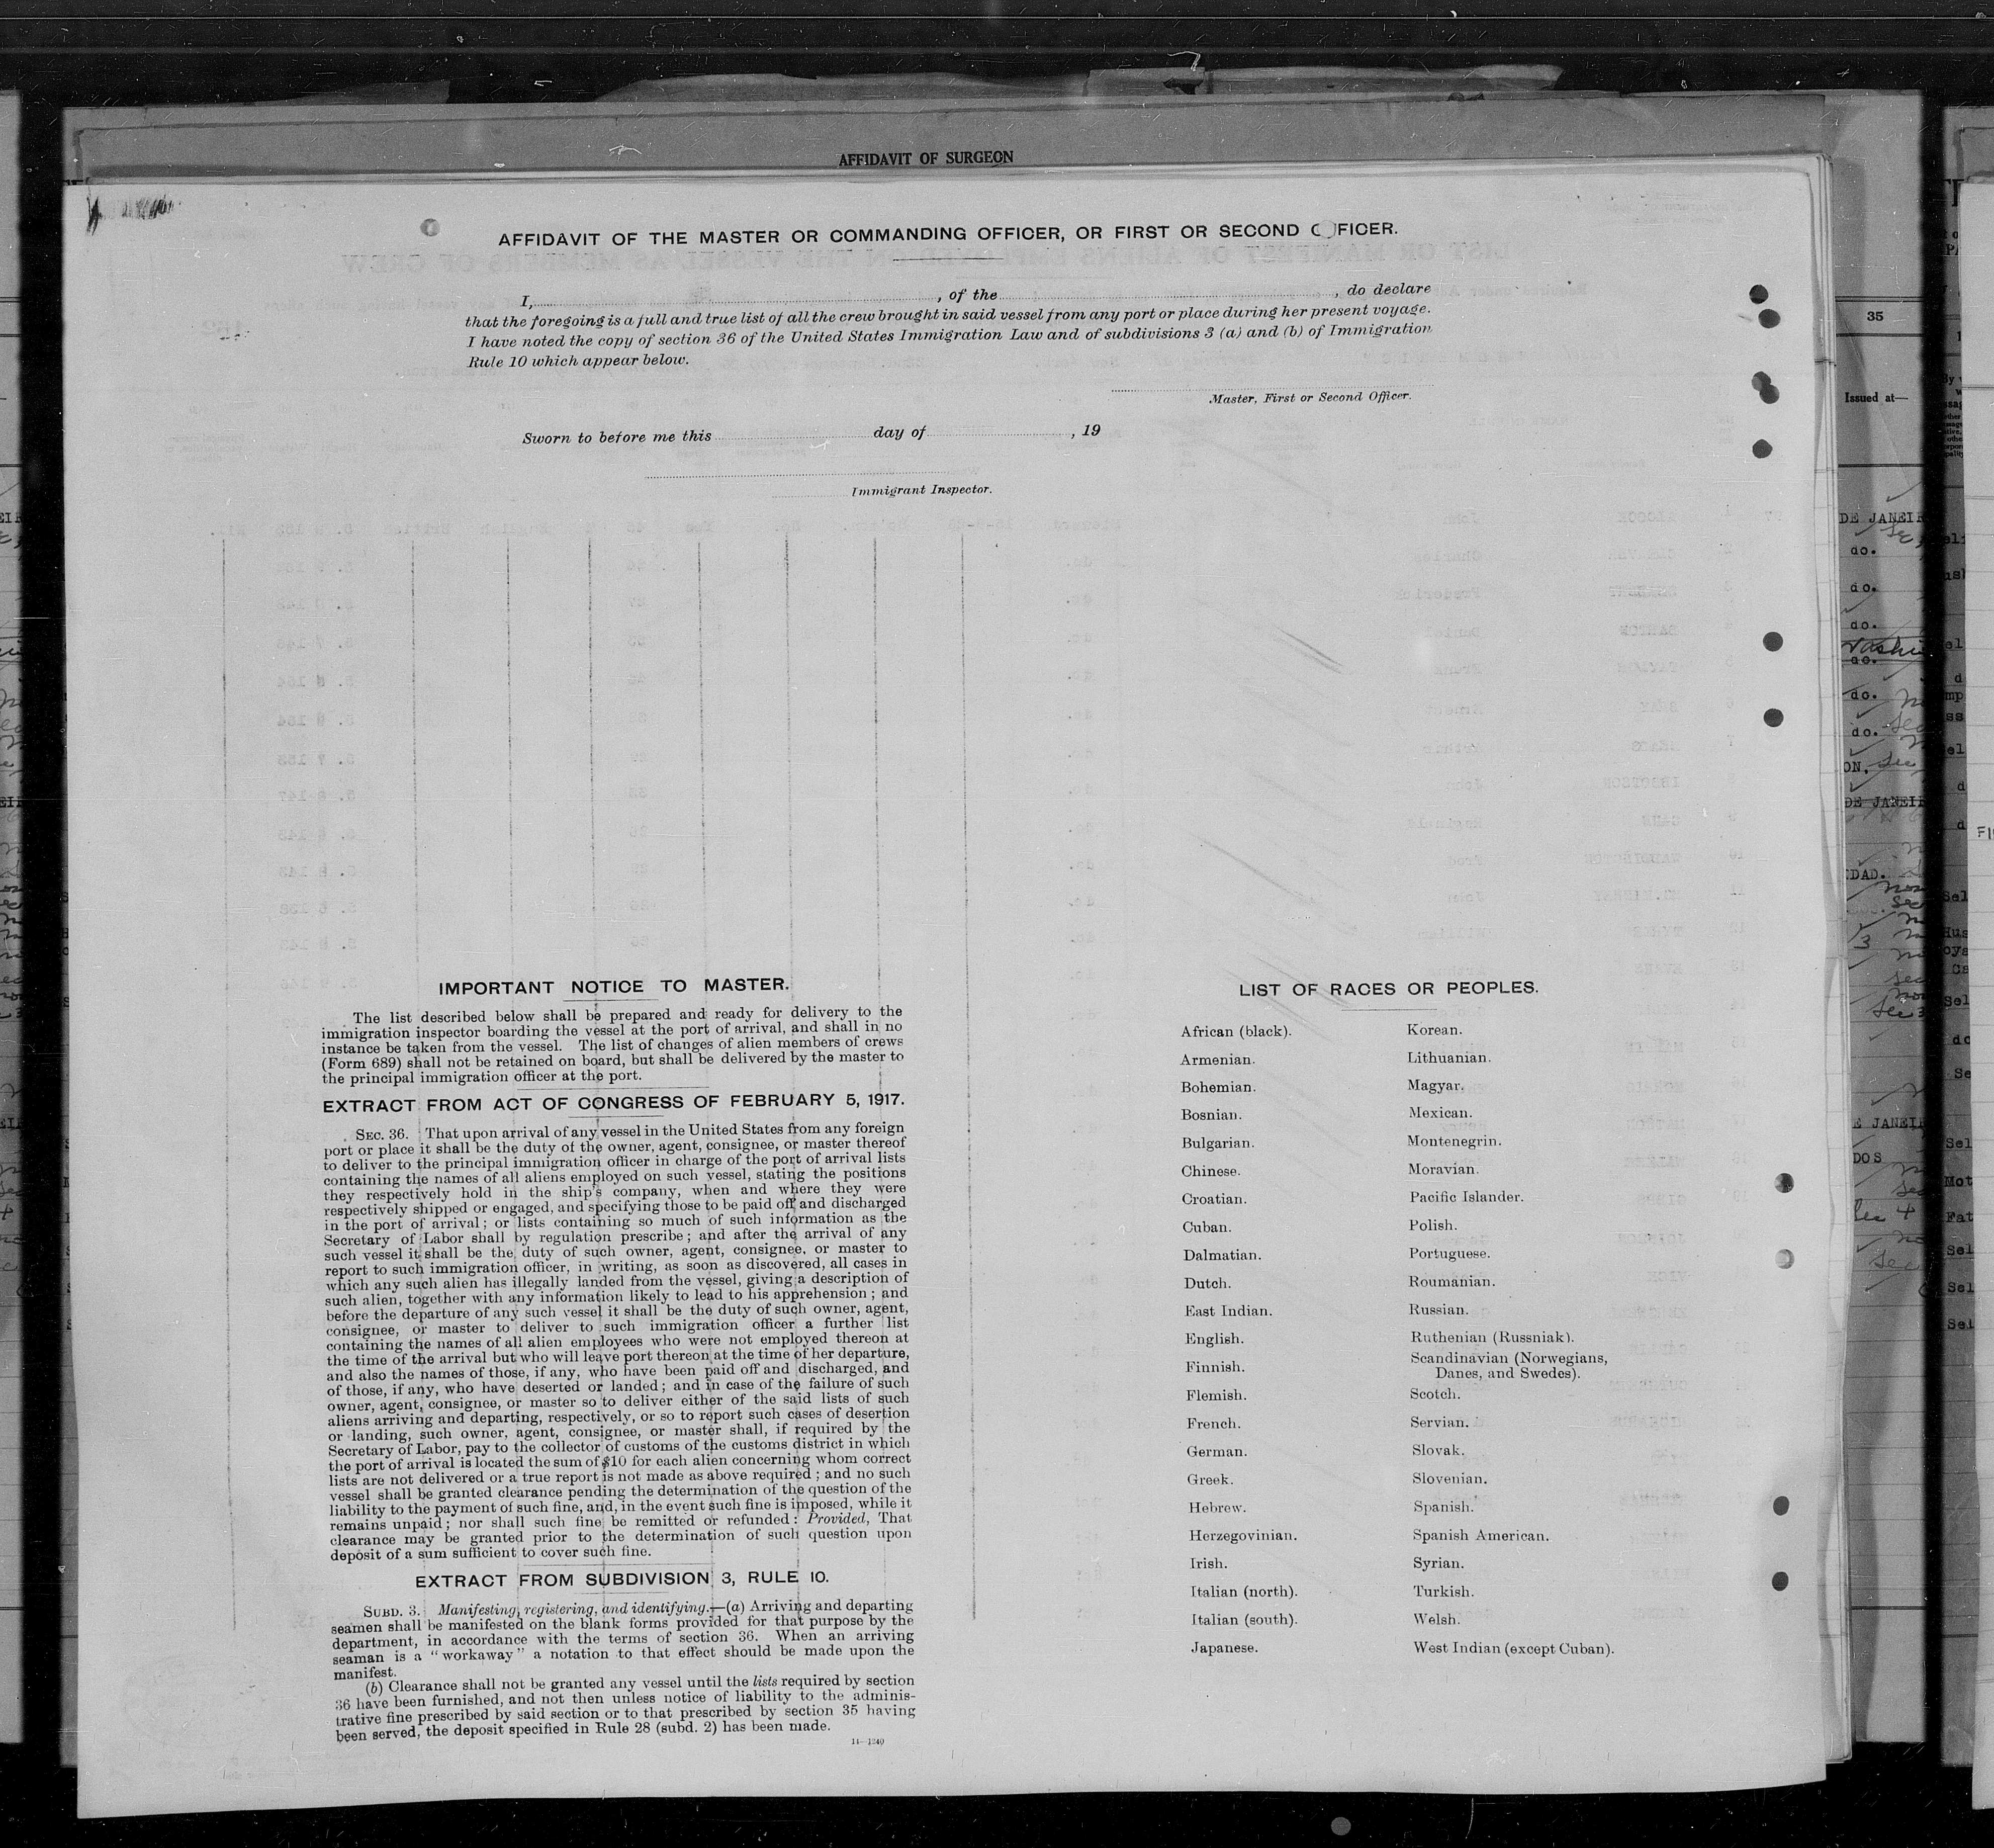 AFFIDAVIT OF SURGEON
AFFIDAVIT OF THE MASTER OR COMMANDING OFFICER, OR FIRST OR SECOND OFFICER.
I, , of the , do declare
that the foregoing is a full and true list of all the crew brought in said vessel from any port or place during her present voyage.
I have noted the copy of section 36 of the United States Immigration Law and of subdivisions 3 (a) and (b) of Immigration
Rule 10 which appear below.
Master, First or Second Officer.
Sworn to before me this day of , 19
Immigrant Inspector.
IMPORTANT NOTICE TO MASTER.
The list described below shall be prepared and ready for delivery to the
immigration inspector boarding the vessel at the port of arrival, and shall in no
instance be taken from the vessel. The list of changes of alien members of crews
(Form 689) shall not be retained on board, but shall be delivered by the master to
the principal immigration officer at the port.
EXTRACT FROM ACT OF CONGRESS OF FEBRUARY 5, 1917.
SEC. 36. That upon arrival of any vessel in the United States from any foreign
port or place it shall be the duty of the owner, agent, consignee, or master thereof
to deliver to the principal immigration officer in charge of the port of arrival lists
containing the names of all aliens employed on such vessel, stating the positions
they respectively hold in the ship's company, when and where they were
respectively shipped or engaged, and specifying those to be paid off and discharged
in the port of arrival; or lists containing so much of such information as the
Secretary of Labor shall by regulation prescribe; and after the arrival of any
such vessel it shall be the duty of such owner, agent, consignee, or master to
report to such immigration officer, in writing, as soon as discovered, all cases in
which any such alien has illegally landed from the vessel, giving a description of
such alien, together with any information likely to lead to his apprehension; and
before the departure of any such vessel it shall be the duty of such owner, agent,
consignee, or master to deliver to such immigration officer a further list
containing the names of all alien employees who were not employed thereon at
the time of the arrival but who will leave port thereon at the time of her departure,
and also the names of those, if any, who have been paid off and discharged, and
of those, if any, who have deserted or landed; and in case of the failure of such
owner, agent, consignee, or master so to deliver either of the said lists of such
aliens arriving and departing, respectively, or so to report such cases of desertion
or landing, such owner, agent, consignee, or master shall, if required by the
Secretary of Labor, pay to the collector of customs of the customs district in which
the port of arrival is located the sum of $10 for each alien concerning whom correct
lists are not delivered or a true report is not made as above required; and no such
vessel shall be granted clearance pending the determination of the question of the
liability to the payment of such fine, and, in the event such fine is imposed, while it
remains unpaid; nor shall such fine be remitted or refunded: Provided, That
clearance may be granted prior to the determination of such question upon
deposit of a sum sufficient to cover such fine.
EXTRACT FROM SUBDIVISION 3, RULE 10.
SUBD. 3. Manifesting, registering, and identifying.—(a) Arriving and departing
seamen shall be manifested on the blank forms provided for that purpose by the
department, in accordance with the terms of section 36. When an arriving
seaman is a "workaway" a notation to that effect should be made upon the
manifest.
(b) Clearance shall not be granted any vessel until the lists required by section
36 have been furnished, and not then unless notice of liability to the adminis-
trative fine prescribed by said section or to that prescribed by section 35 having
been served, the deposit specified in Rule 28 (subd. 2) has been made.
14—1240
LIST OF RACES OR PEOPLES.
African (black).
Armenian.
Bohemian.
Bosnian.
Bulgarian.
Chinese.
Croatian.
Cuban.
Dalmatian.
Dutch.
East Indian.
English.
Finnish.
Flemish.
French.
German.
Greek.
Hebrew.
Herzegovinian.
Irish.
Italian (north).
Italian (south).
Japanese.
Korean.
Lithuanian.
Magyar.
Mexican.
Montenegrin.
Moravian.
Pacific Islander.
Polish.
Portuguese.
Roumanian.
Russian.
Ruthenian (Russniak).
Scandinavian (Norwegians,
Danes, and Swedes).
Scotch.
Servian.
Slovak.
Slovenian.
Spanish.
Spanish American.
Syrian.
Turkish.
Welsh.
West Indian (except Cuban).
35
Issued at—
DE JANEIR
do.
do.
do.
do.
do.
do.
DE JANEIR